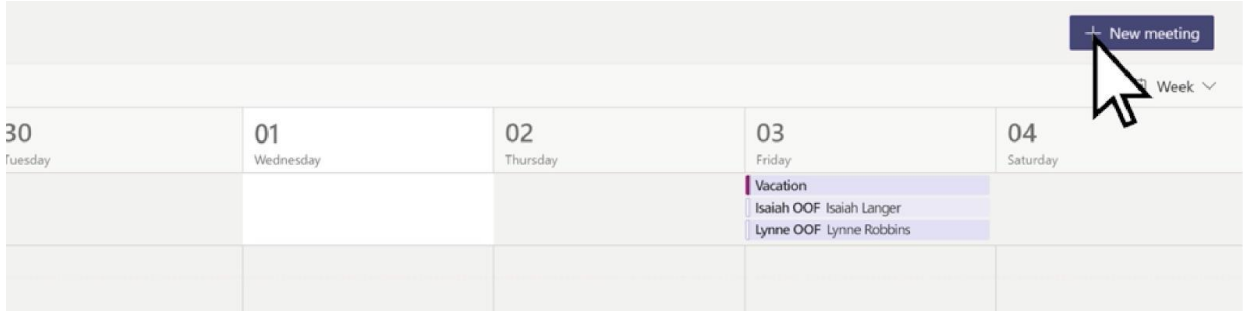 + New meeting
Week
30 01 02 03 04
Tuesday Wednesday Thursday Friday Saturday
Vacation
Isaiah OOF Isaiah Langer
Lynne OOF Lynne Robbins